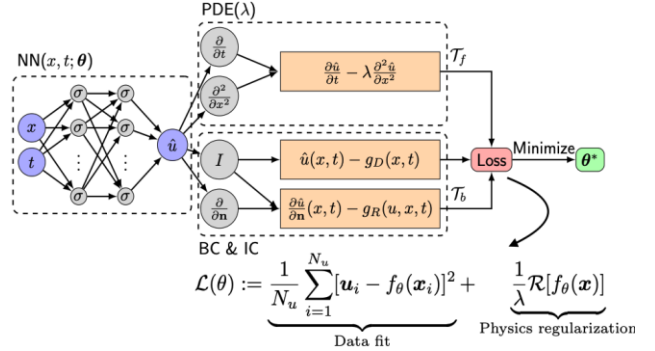 PDE(λ)
NN(x, t; θ)
σ σ
x σ σ
t
⋮ ⋮
σ σ
û
∂/∂t
∂²/∂x²
∂û/∂t − λ ∂²û/∂x²
𝒯_f
I
û(x, t) − g_D(x, t)
∂/∂n
∂û/∂n (x, t) − g_R(u, x, t)
𝒯_b
BC & IC
Loss
Minimize
θ*
ℒ(θ) := 1/N_u ∑_{i=1}^{N_u} [u_i − f_θ(x_i)]² + 1/λ ℛ[f_θ(x)]
Data fit
Physics regularization